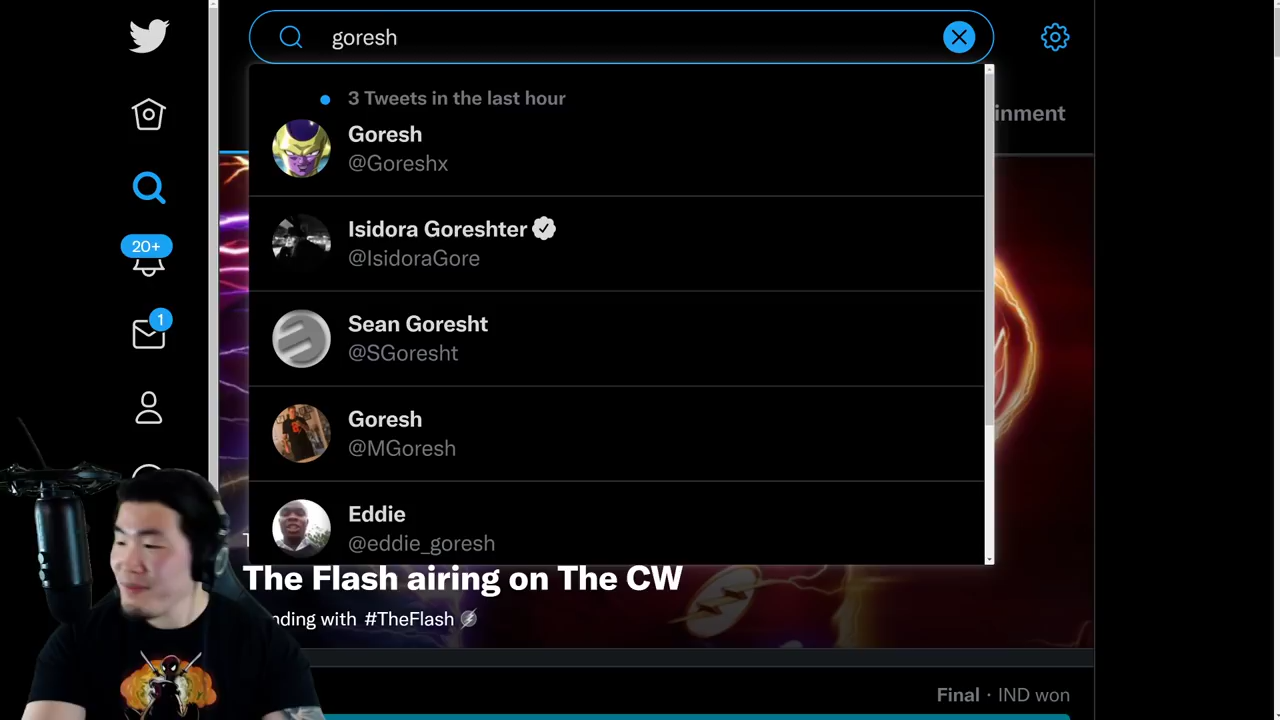 goresh
inment
3 Tweets in the last hour
Goresh
@Goreshx
Isidora Goreshter
@IsidoraGore
20+
Sean Goresht
@SGoresht
1
Goresh
@MGoresh
Eddie
@eddie_goresh
The Flash airing on The CW
nding with #TheFlash
Final · IND won